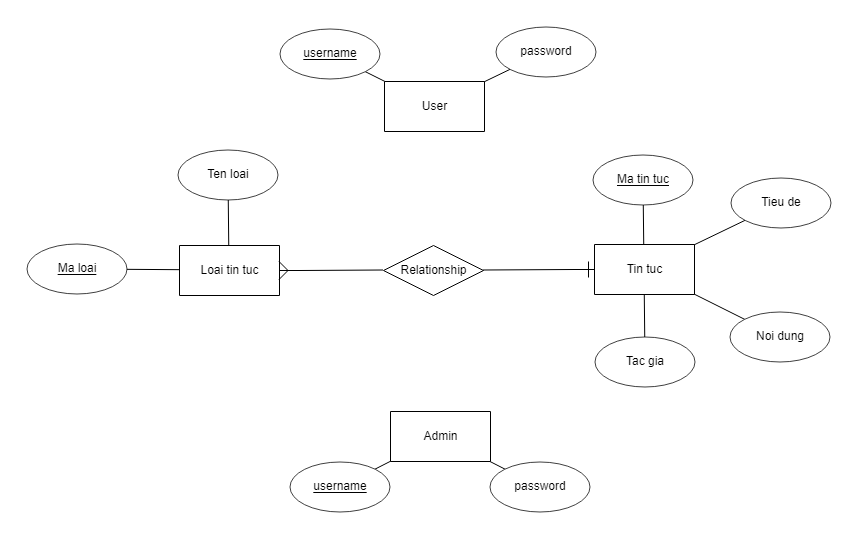 username
password
User
Ten loai
Ma tin tuc
Tieu de
Ma loai
Loai tin tuc
Relationship
Tin tuc
Noi dung
Tac gia
Admin
username
password